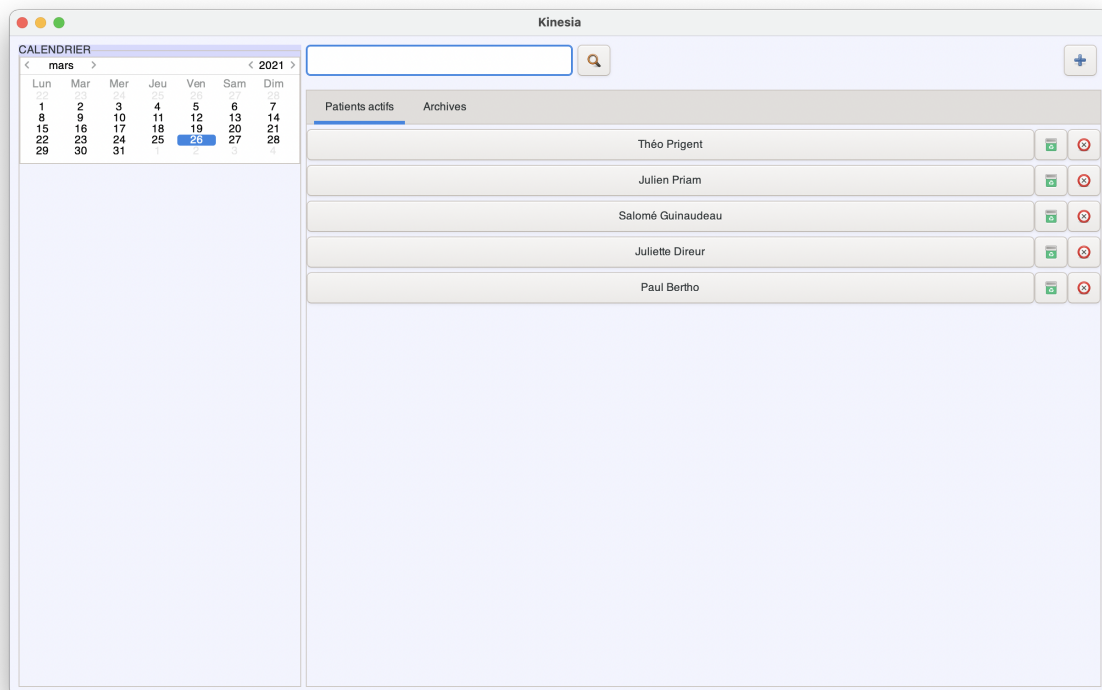 Kinesia
CALENDRIER
mars 2021
Lun Mar Mer Jeu Ven Sam Dim
22 23 24 25 26 27 28
1 2 3 4 5 6 7
8 9 10 11 12 13 14
15 16 17 18 19 20 21
22 23 24 25 26 27 28
29 30 31 1 2 3 4
Patients actifs Archives
Théo Prigent
Julien Priam
Salomé Guinaudeau
Juliette Direur
Paul Bertho